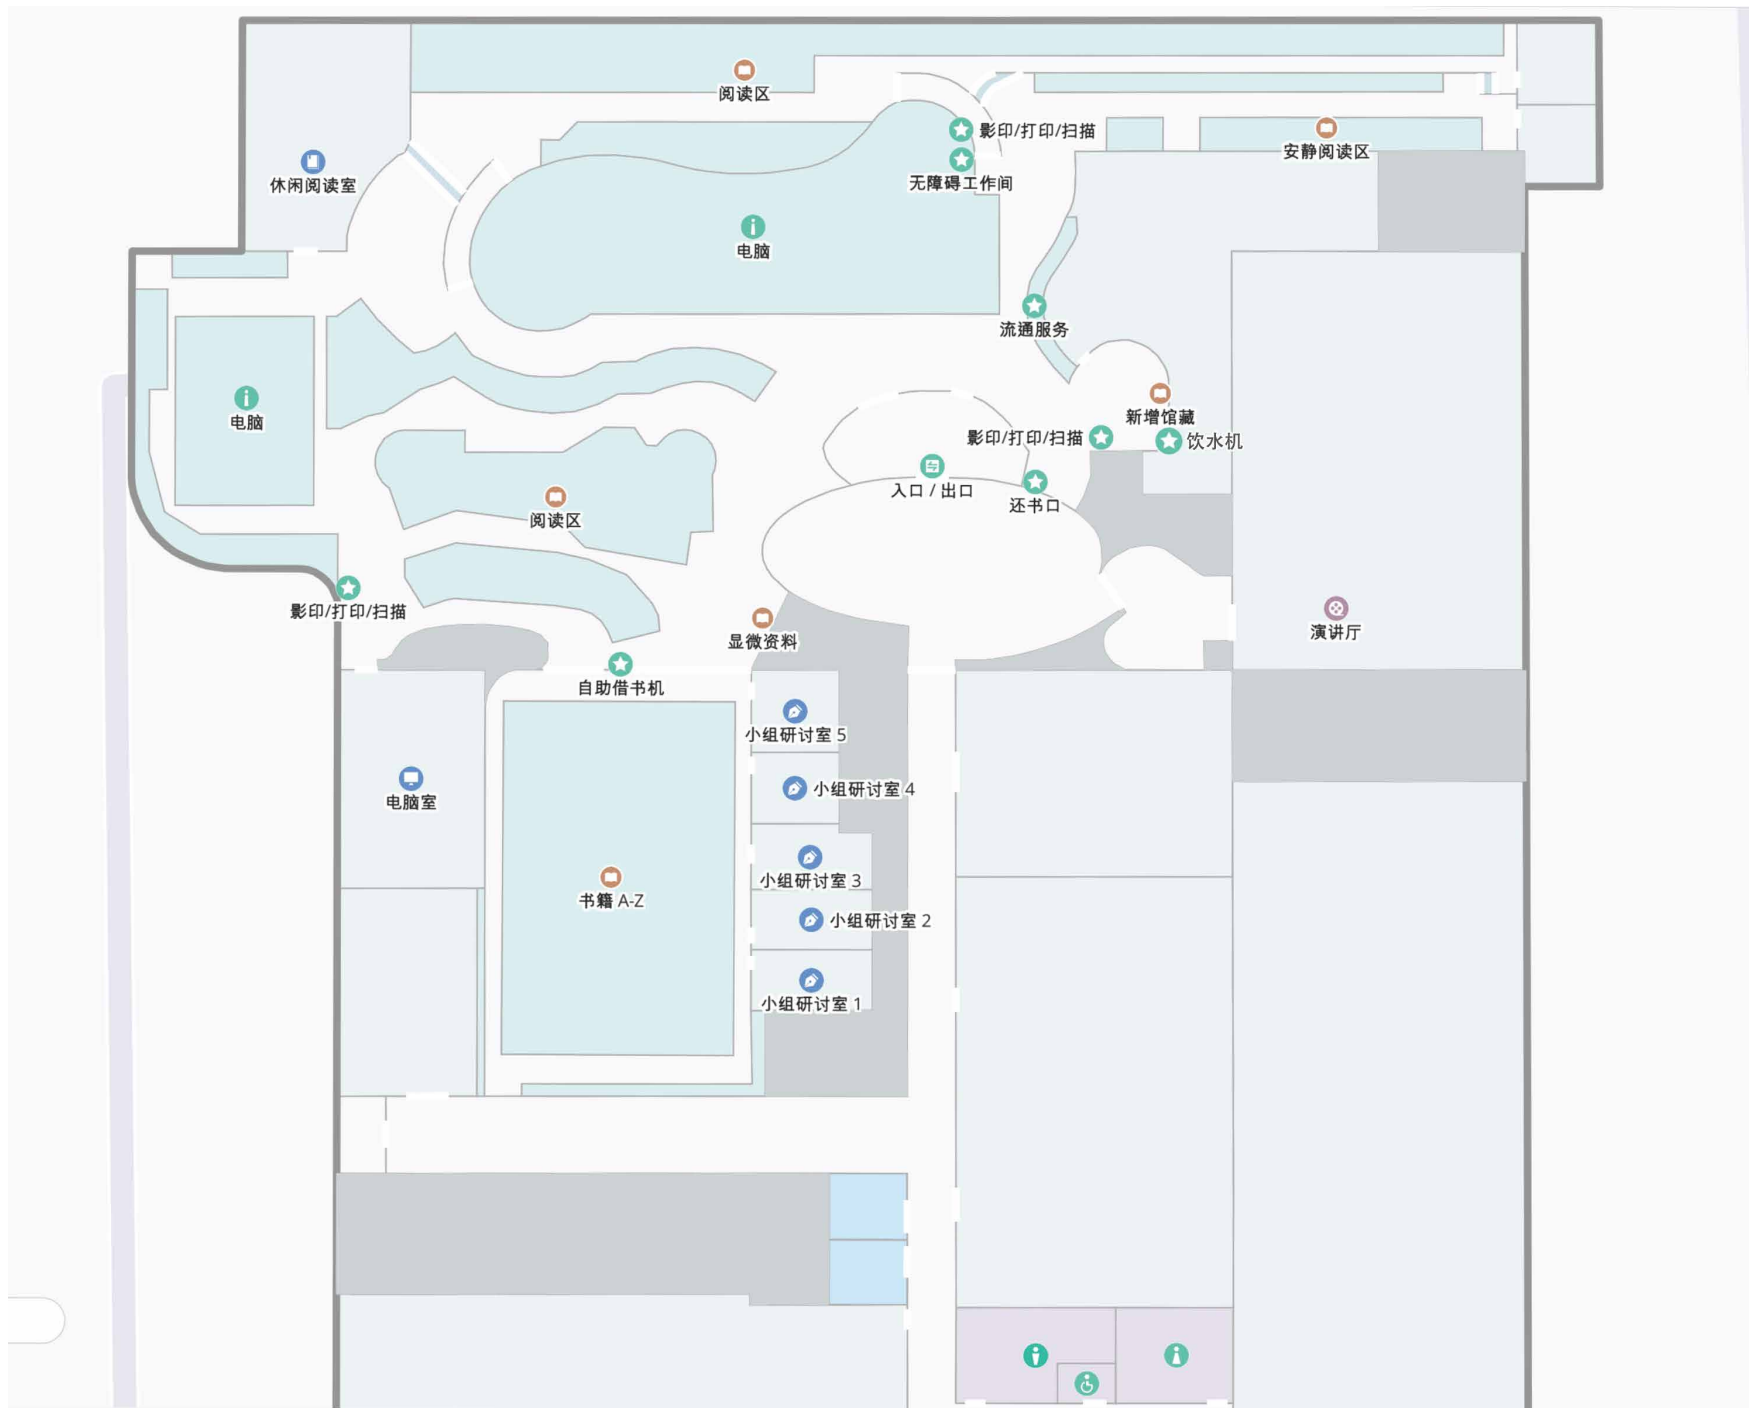 阅读区
影印/打印/扫描
安静阅读区
无障碍工作间
休闲阅读室
电脑
流通服务
电脑
新增馆藏
影印/打印/扫描
饮水机
入口 / 出口
还书口
阅读区
影印/打印/扫描
显微资料
演讲厅
自助借书机
小组研讨室 5
小组研讨室 4
电脑室
小组研讨室 3
书籍 A-Z
小组研讨室 2
小组研讨室 1